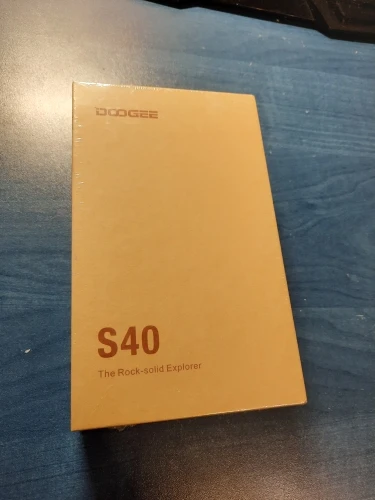 DOOGEE
S40
The Rock-solid Explorer